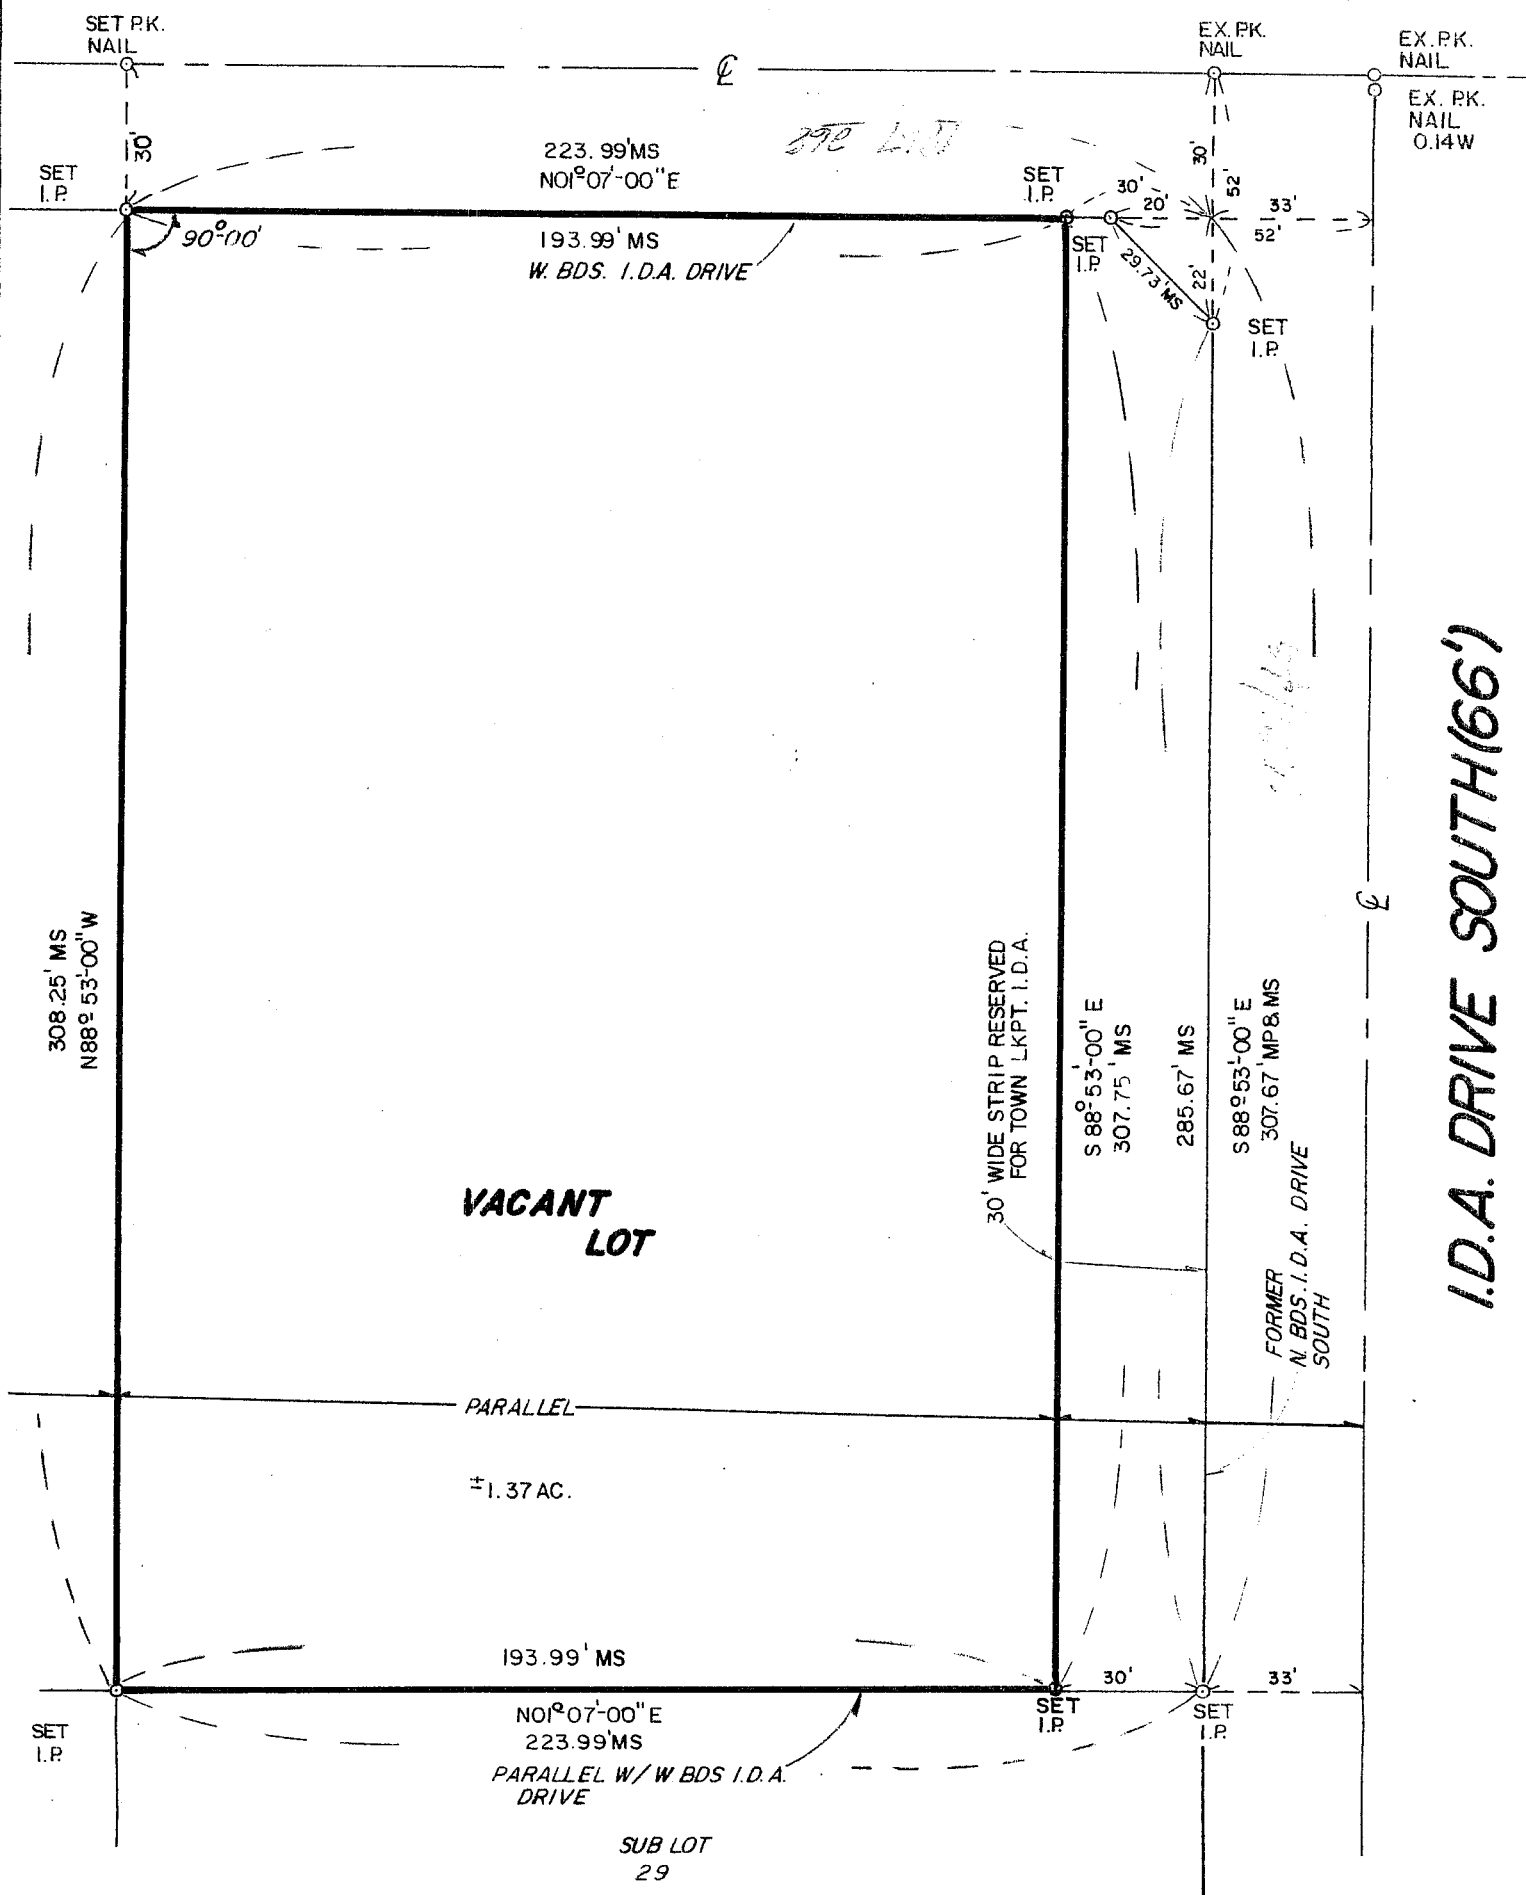 SET P.K.
NAIL
EX. P.K.
NAIL
EX. P.K.
NAIL
EX. P.K.
NAIL
0.14W
℄
30'
SET
I.P.
223.99' MS
N01°07'-00" E
SET
I.P.
30'
20'
30'
52'
33'
52'
90°00'
193.99' MS
W. BDS. I.D.A. DRIVE
SET
I.P.
29.73' MS
22'
SET
I.P.
I.D.A. DRIVE SOUTH (66')
℄
308.25' MS
N88° 53'-00" W
30' WIDE STRIP RESERVED
FOR TOWN LKPT. I.D.A.
S 88° 53'-00" E
307.75' MS
285.67' MS
S 88° 53'-00" E
307.67' MP&MS
FORMER
N. BDS. I.D.A. DRIVE
SOUTH
VACANT
LOT
PARALLEL
±1.37 AC.
193.99' MS
30'
33'
N01°07'-00" E
223.99' MS
SET
I.P.
SET
I.P.
SET
I.P.
PARALLEL W/ W BDS I.D.A.
DRIVE
SUB LOT
29